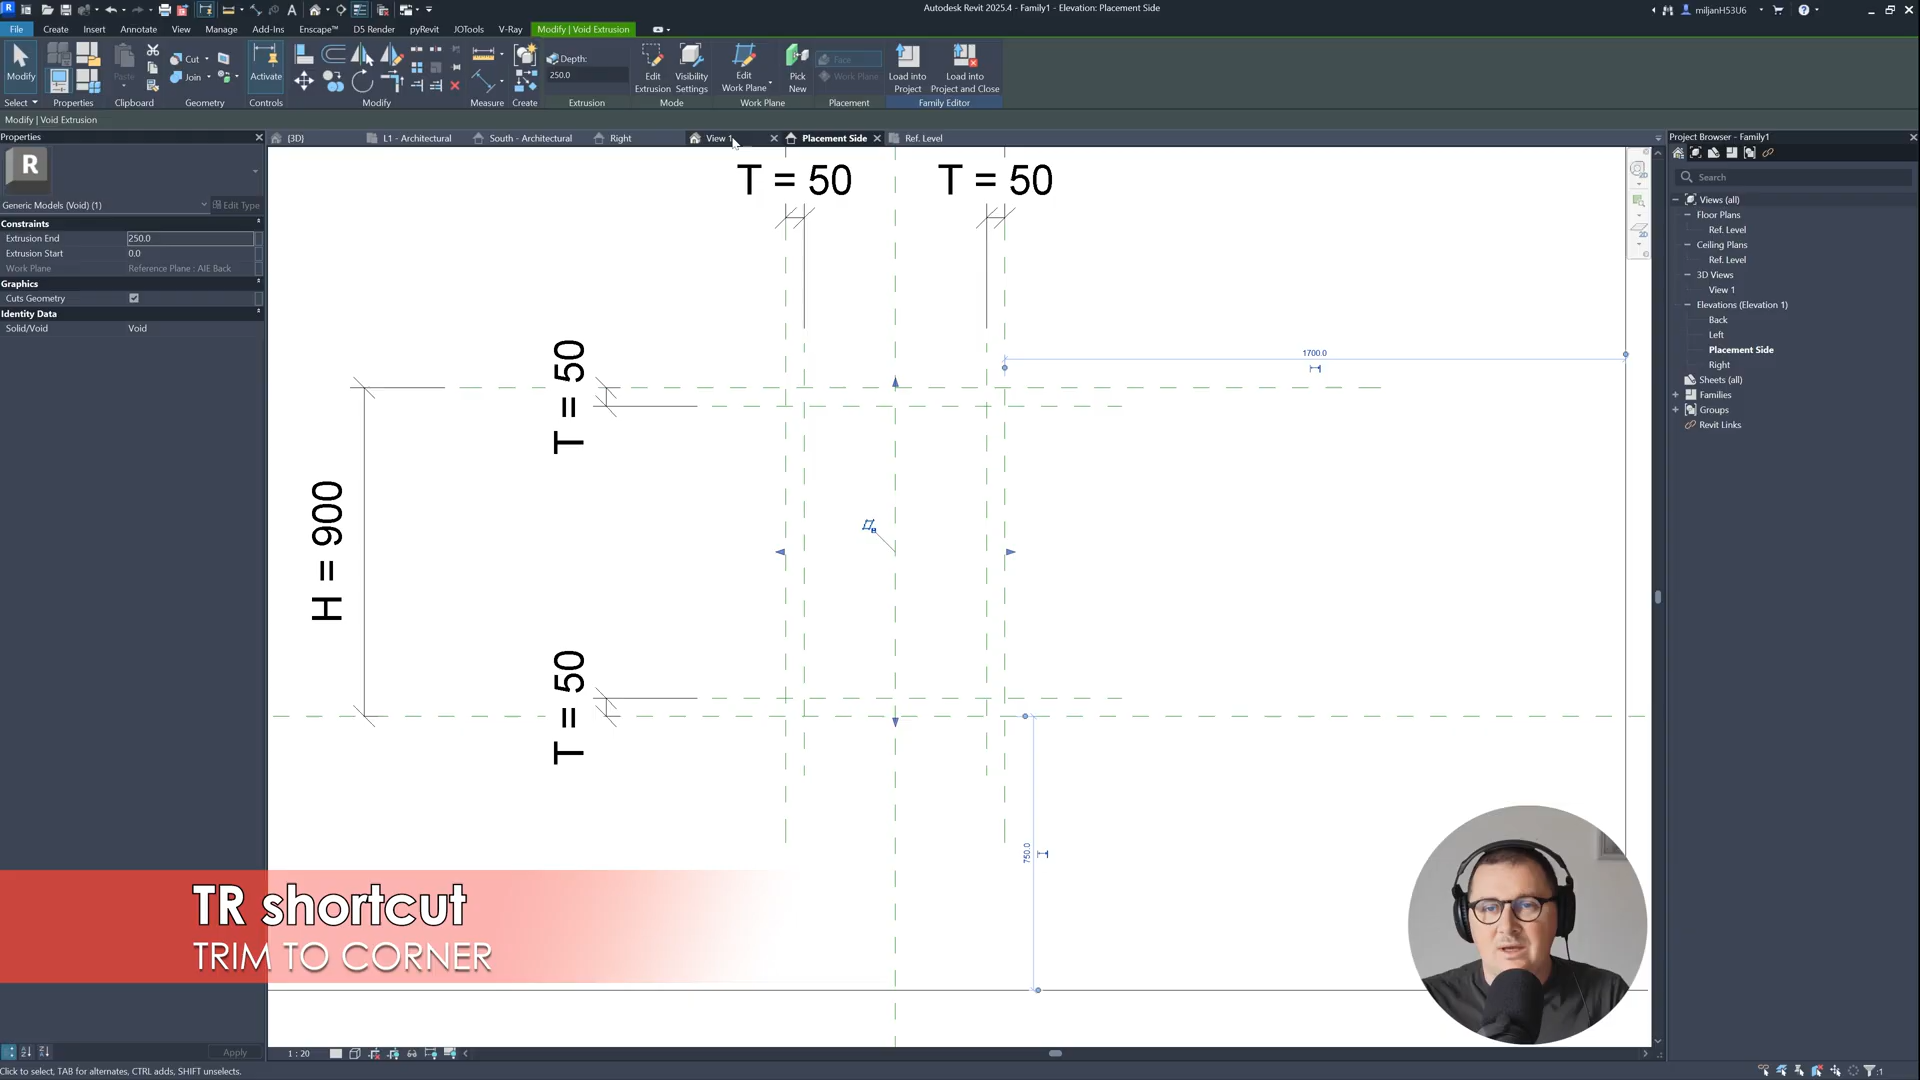 Autodesk Revit 2025.4 - Family1 - Elevation: Placement Side
miljanH53U6
File
Create
Insert
Annotate
View
Manage
Add-Ins
Enscape™
D5 Render
pyRevit
JOTools
V-Ray
Modify | Void Extrusion
Modify
Paste
Cut
Join
Activate
Depth:
250.0
Edit
Extrusion
Visibility
Settings
Edit
Work Plane
Pick
New
Face
Work Plane
Load into
Project
Load into
Project and Close
Select
Properties
Clipboard
Geometry
Controls
Modify
Measure
Create
Extrusion
Mode
Work Plane
Placement
Family Editor
Modify | Void Extrusion
Properties
R
Generic Models (Void) (1)
Edit Type
Constraints
Extrusion End
250.0
Extrusion Start
0.0
Work Plane
Reference Plane : AIE Back
Graphics
Cuts Geometry
Identity Data
Solid/Void
Void
Apply
{3D}
L1 - Architectural
South - Architectural
Right
View 1
Placement Side
Ref. Level
T = 50
T = 50
T = 50
H = 900
T = 50
1700.0
750.0
TR shortcut
TRIM TO CORNER
1 : 20
Project Browser - Family1
Search
Views (all)
Floor Plans
Ref. Level
Ceiling Plans
Ref. Level
3D Views
View 1
Elevations (Elevation 1)
Back
Left
Placement Side
Right
Sheets (all)
Families
Groups
Revit Links
Click to select, TAB for alternates, CTRL adds, SHIFT unselects.
:1